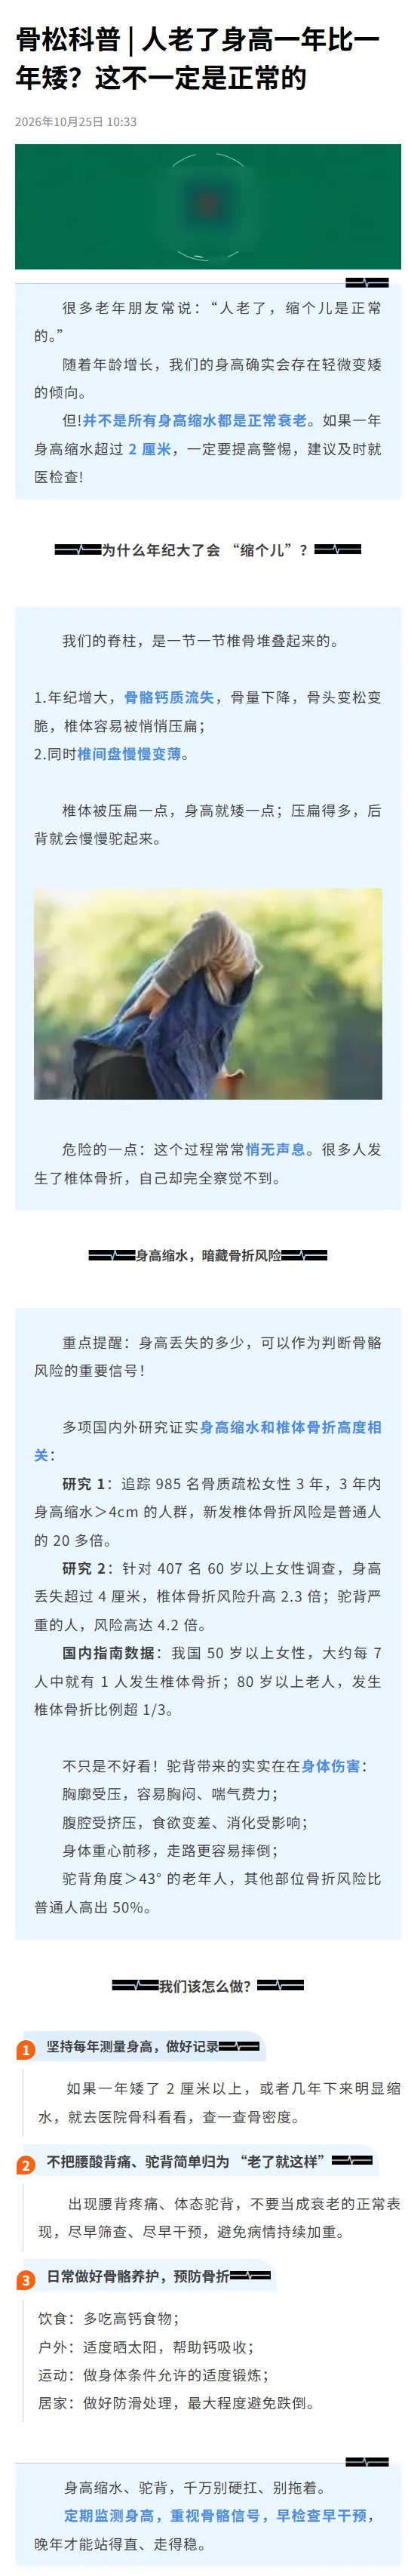 骨松科普 | 人老了身高一年比一
年矮？这不一定是正常的
2026年10月25日 10:33
很多老年朋友常说：“人老了，缩个儿是正常
的。”
随着年龄增长，我们的身高确实会存在轻微变矮
的倾向。
但!并不是所有身高缩水都是正常衰老。如果一年
身高缩水超过 2 厘米，一定要提高警惕，建议及时就
医检查!
为什么年纪大了会 “缩个儿”？
我们的脊柱，是一节一节椎骨堆叠起来的。
1.年纪增大，骨骼钙质流失，骨量下降，骨头变松变
脆，椎体容易被悄悄压扁；
2.同时椎间盘慢慢变薄。
椎体被压扁一点，身高就矮一点；压扁得多，后
背就会慢慢驼起来。
危险的一点：这个过程常常悄无声息。很多人发
生了椎体骨折，自己却完全察觉不到。
身高缩水，暗藏骨折风险
重点提醒：身高丢失的多少，可以作为判断骨骼
风险的重要信号！
多项国内外研究证实身高缩水和椎体骨折高度相
关：
研究 1：追踪 985 名骨质疏松女性 3 年，3 年内
身高缩水＞4cm 的人群，新发椎体骨折风险是普通人
的 20 多倍。
研究 2：针对 407 名 60 岁以上女性调查，身高
丢失超过 4 厘米，椎体骨折风险升高 2.3 倍；驼背严
重的人，风险高达 4.2 倍。
国内指南数据：我国 50 岁以上女性，大约每 7
人中就有 1 人发生椎体骨折；80 岁以上老人，发生
椎体骨折比例超 1/3。
不只是不好看！驼背带来的实实在在身体伤害：
胸廓受压，容易胸闷、喘气费力；
腹腔受挤压，食欲变差、消化受影响；
身体重心前移，走路更容易摔倒；
驼背角度＞43° 的老年人，其他部位骨折风险比
普通人高出 50%。
我们该怎么做？
1 坚持每年测量身高，做好记录
如果一年矮了 2 厘米以上，或者几年下来明显缩
水，就去医院骨科看看，查一查骨密度。
2 不把腰酸背痛、驼背简单归为 “老了就这样”
出现腰背疼痛、体态驼背，不要当成衰老的正常表
现，尽早筛查、尽早干预，避免病情持续加重。
3 日常做好骨骼养护，预防骨折
饮食：多吃高钙食物；
户外：适度晒太阳，帮助钙吸收；
运动：做身体条件允许的适度锻炼；
居家：做好防滑处理，最大程度避免跌倒。
身高缩水、驼背，千万别硬扛、别拖着。
定期监测身高，重视骨骼信号，早检查早干预，
晚年才能站得直、走得稳。